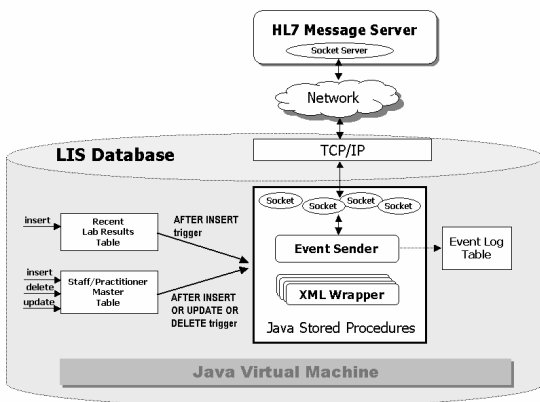 HL7 Message Server
Socket Server
Network
TCP/IP
LIS Database
Socket
Socket
Socket
Socket
insert
Recent
Lab Results
Table
AFTER INSERT
trigger
Event Sender
Event Log
Table
insert
delete
update
Staff/Practitioner
Master
Table
AFTER INSERT
OR UPDATE OR
DELETE trigger
XML Wrapper
Java Stored Procedures
Java Virtual Machine